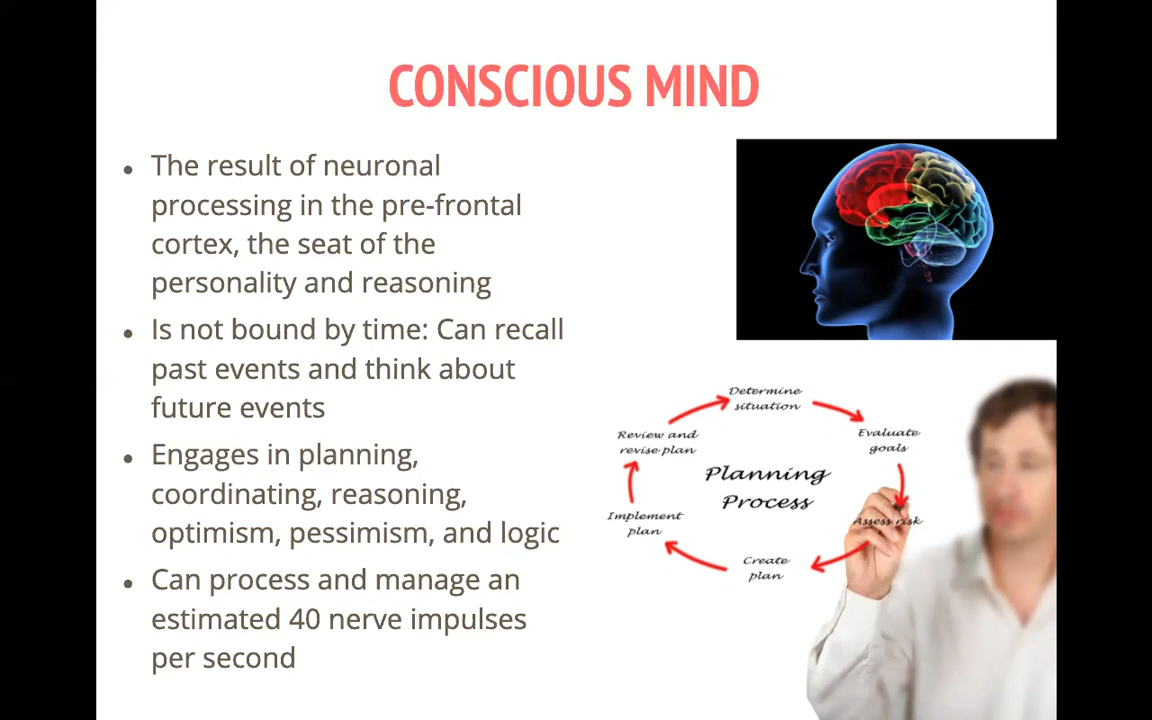 CONSCIOUS MIND
• The result of neuronal
processing in the pre-frontal
cortex, the seat of the
personality and reasoning
• Is not bound by time: Can recall
past events and think about
future events
• Engages in planning,
coordinating, reasoning,
optimism, pessimism, and logic
• Can process and manage an
estimated 40 nerve impulses
per second
Planning
Process
Determine
situation
Evaluate
goals
Assess risk
Create
plan
Implement
plan
Review and
revise plan